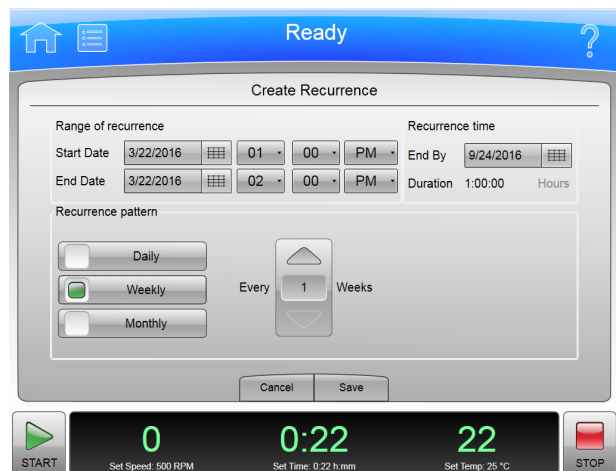 Ready
?
Create Recurrence
Range of recurrence
Recurrence time
Start Date 3/22/2016 01 00 PM
End By 9/24/2016
End Date 3/22/2016 02 00 PM
Duration 1:00:00 Hours
Recurrence pattern
Daily
Weekly
Every 1 Weeks
Monthly
Cancel Save
0 0:22 22
START Set Speed: 500 RPM Set Time: 0:22 h:mm Set Temp: 25 °C STOP